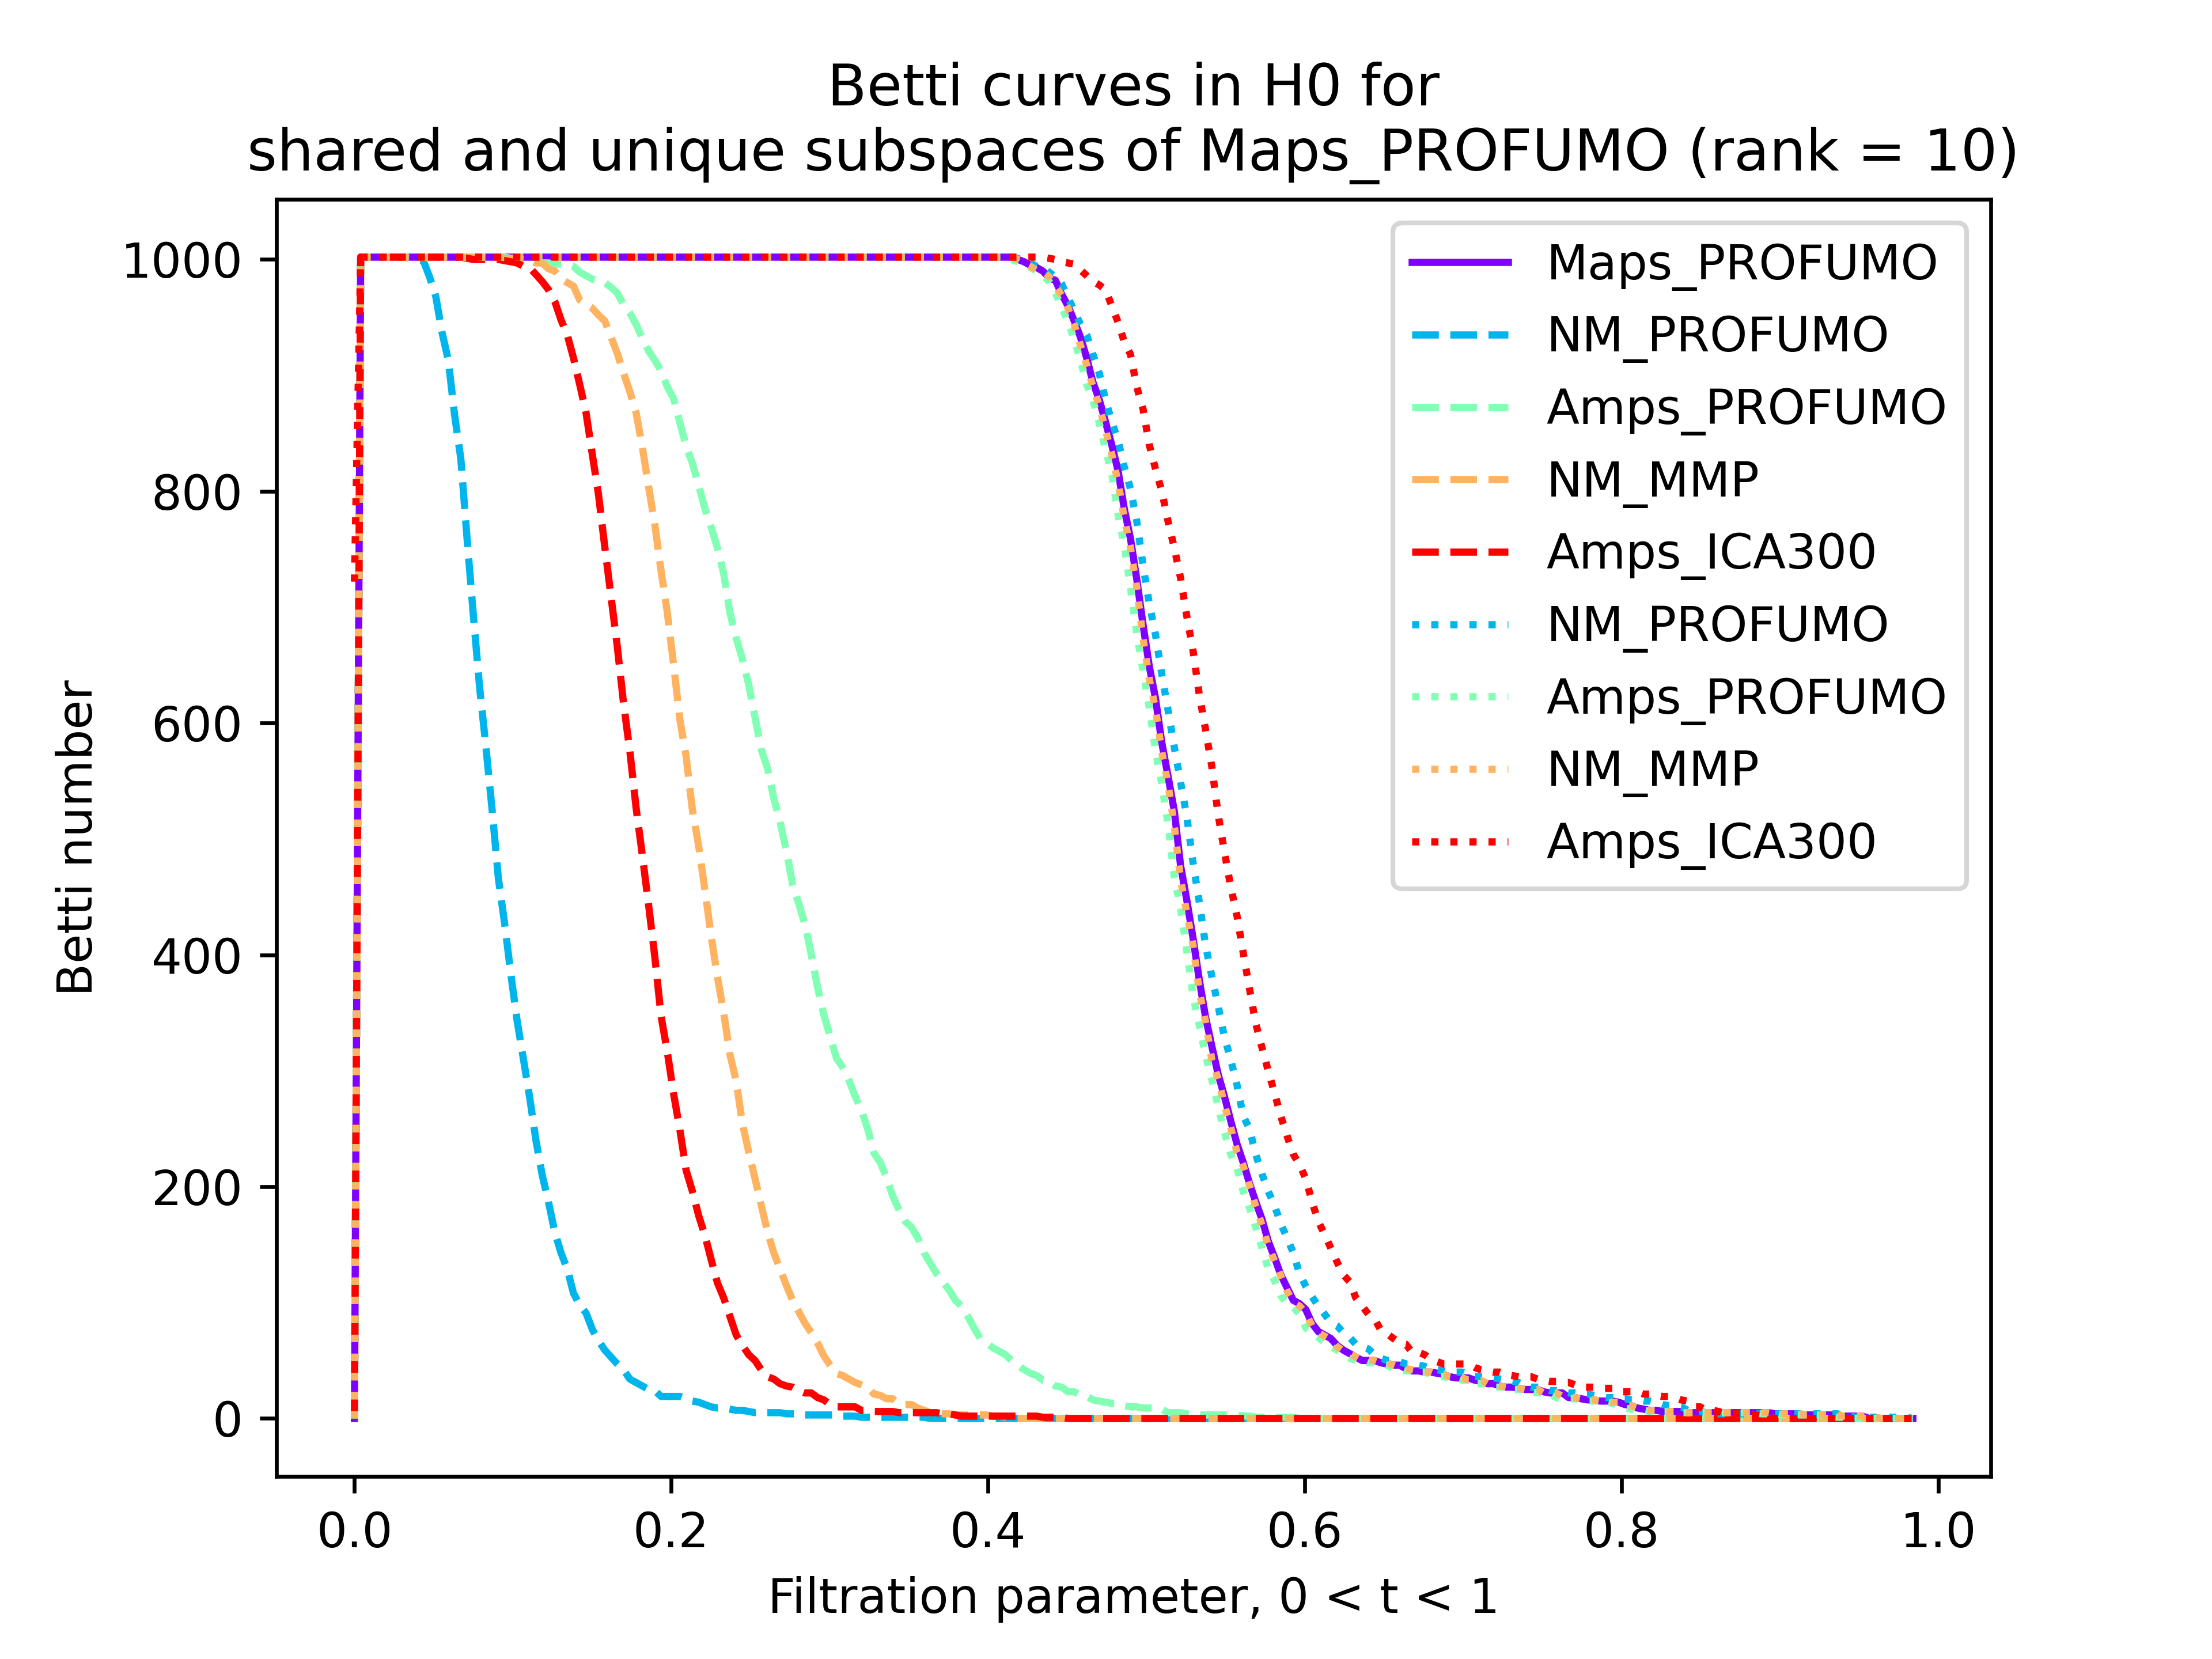 Betti curves in H0 for
shared and unique subspaces of Maps_PROFUMO (rank = 10)
Betti number
1000
800
600
400
200
0
Maps_PROFUMO
NM_PROFUMO
Amps_PROFUMO
NM_MMP
Amps_ICA300
NM_PROFUMO
Amps_PROFUMO
NM_MMP
Amps_ICA300
0.0 0.2 0.4 0.6 0.8 1.0
Filtration parameter, 0 < t < 1